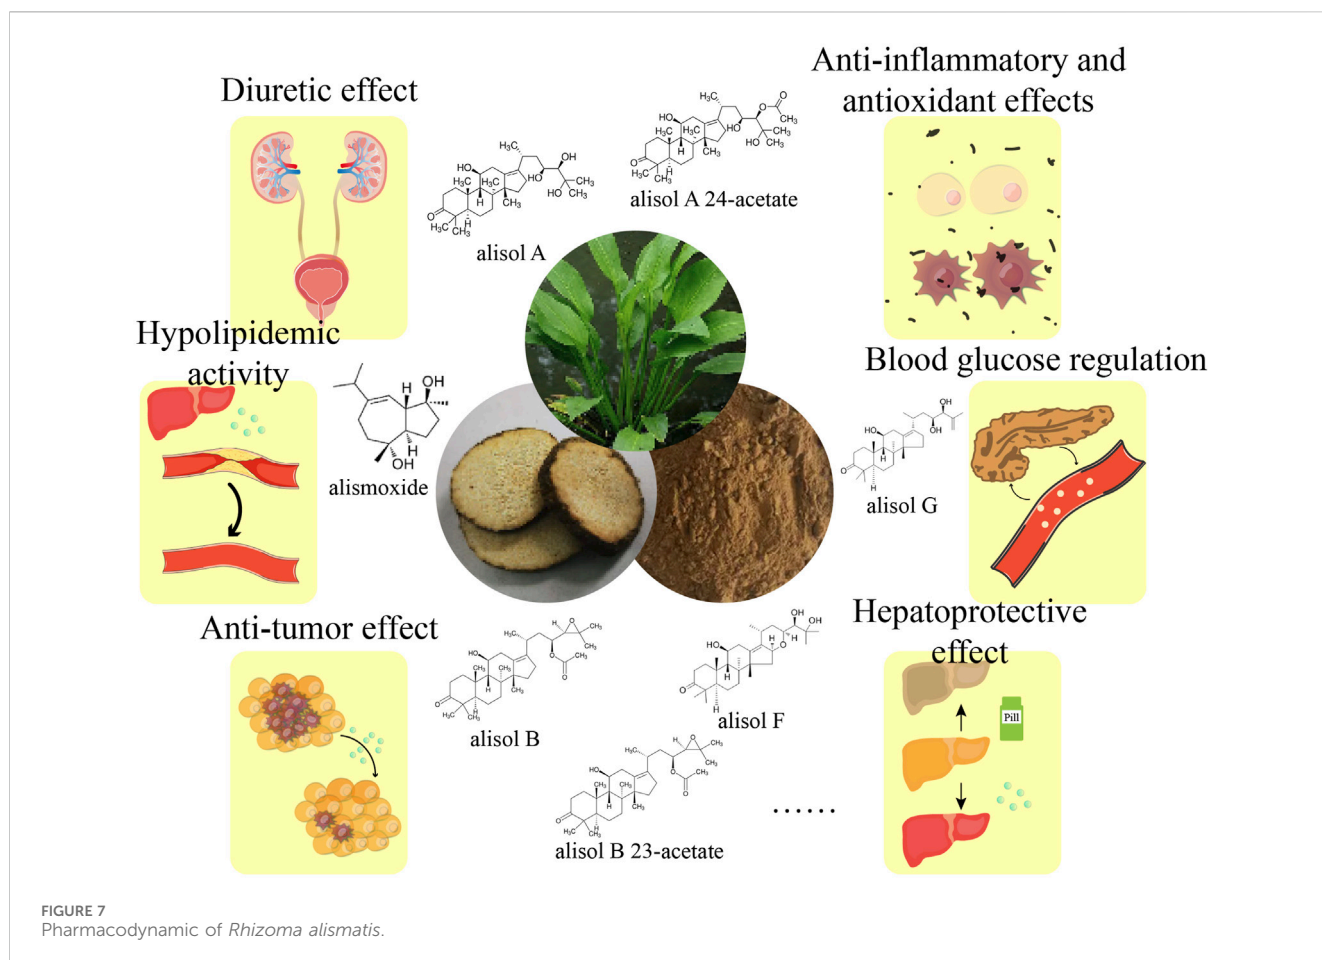 Diuretic effect
Anti-inflammatory and
antioxidant effects
alisol A 24-acetate
alisol A
Hypolipidemic
activity
alismoxide
Blood glucose regulation
alisol G
Anti-tumor effect
alisol B
alisol F
alisol B 23-acetate
......
Hepatoprotective
effect
Pill
FIGURE 7
Pharmacodynamic of Rhizoma alismatis.